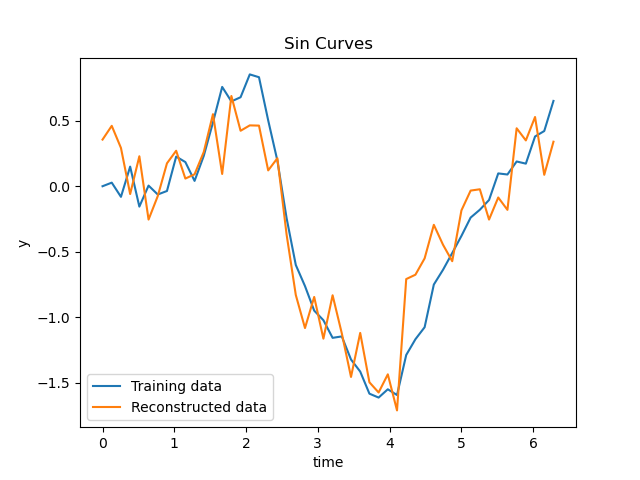 Sin Curves
y
0.5
0.0
−0.5
−1.0
−1.5
Training data
Reconstructed data
0 1 2 3 4 5 6
time